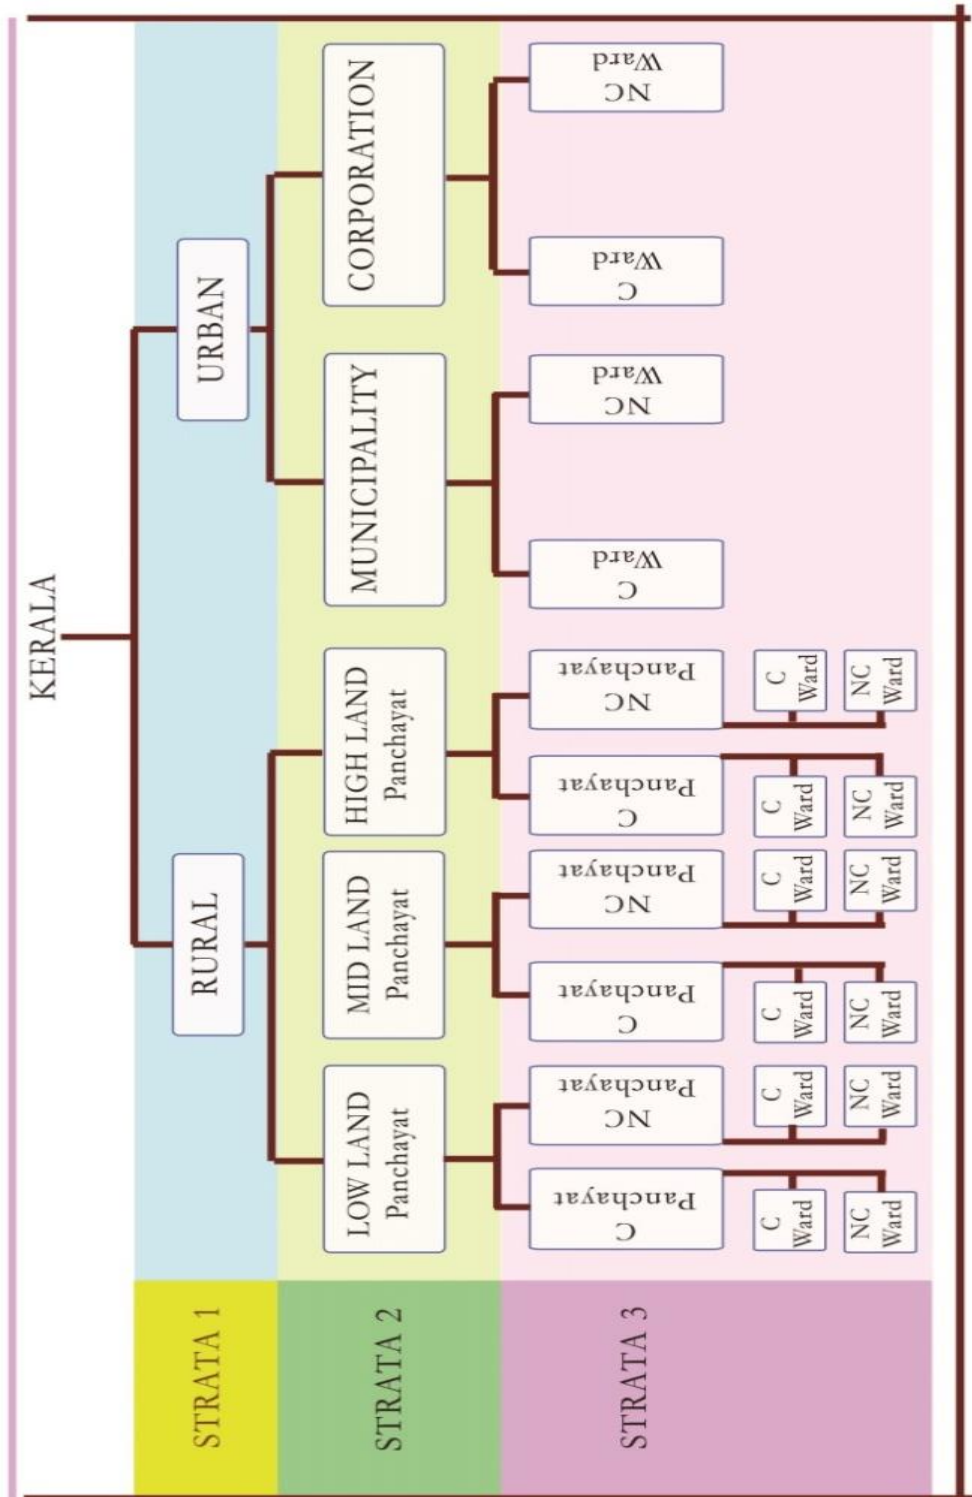 KERALA
STRATA 1
RURAL
URBAN
STRATA 2
LOW LAND
Panchayat
MID LAND
Panchayat
HIGH LAND
Panchayat
MUNICIPALITY
CORPORATION
STRATA 3
C
Panchayat
NC
Panchayat
C
Panchayat
NC
Panchayat
C
Panchayat
NC
Panchayat
C
Ward
NC
Ward
C
Ward
NC
Ward
C
Ward
C
Ward
C
Ward
C
Ward
C
Ward
C
Ward
NC
Ward
NC
Ward
NC
Ward
NC
Ward
NC
Ward
NC
Ward